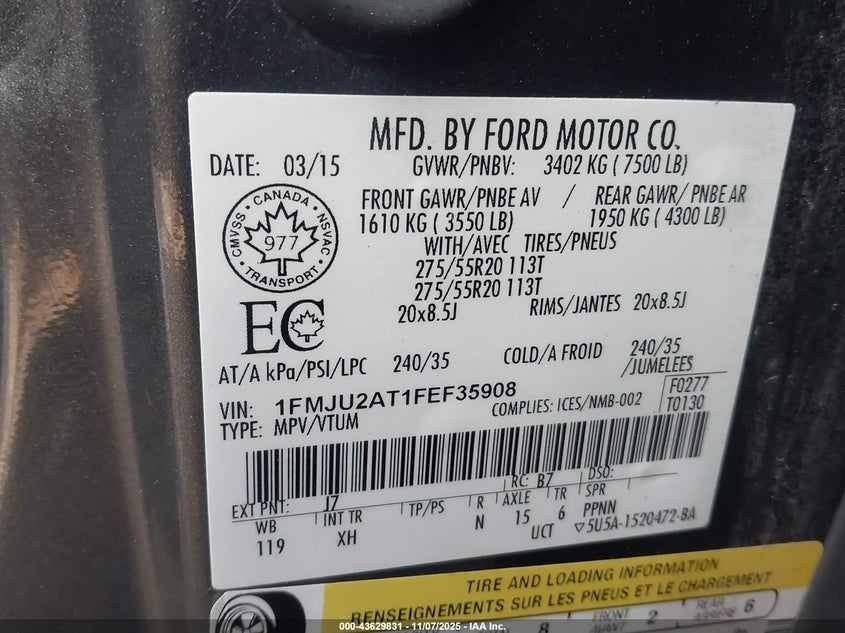 MFD. BY FORD MOTOR CO.
DATE: 03/15 GVWR/PNBV: 3402 KG ( 7500 LB)
FRONT GAWR/PNBE AV / REAR GAWR/ PNBE AR
1610 KG ( 3550 LB) 1950 KG ( 4300 LB)
WITH/AVEC TIRES/PNEUS
275/55R20 113T
275/55R20 113T
20x8.5J RIMS/JANTES 20x8.5J
CANADA
CMVSS NSVAC
977
TRANSPORT
EC
AT/A kPa/PSI/LPC 240/35 COLD/A FROID 240/35
/JUMELEES
VIN: 1FMJU2AT1FEF35908
COMPLIES: ICES/NMB-002
F0277
T0130
TYPE: MPV/VTUM
RC: B7 DSO:
EXT PNT: J7
WB INT TR TP/PS R AXLE TR SPR
119 XH N 15 6 PPNN
UCT ▽5U5A-1520472-BA
TIRE AND LOADING INFORMATION
RENSEIGNEMENTS SUR LES PNEUS ET LE CHARGEMENT
8 FRONT 2 REAR 6
ARRIÈRE
000-43629831 - 11/07/2025 - IAA Inc.